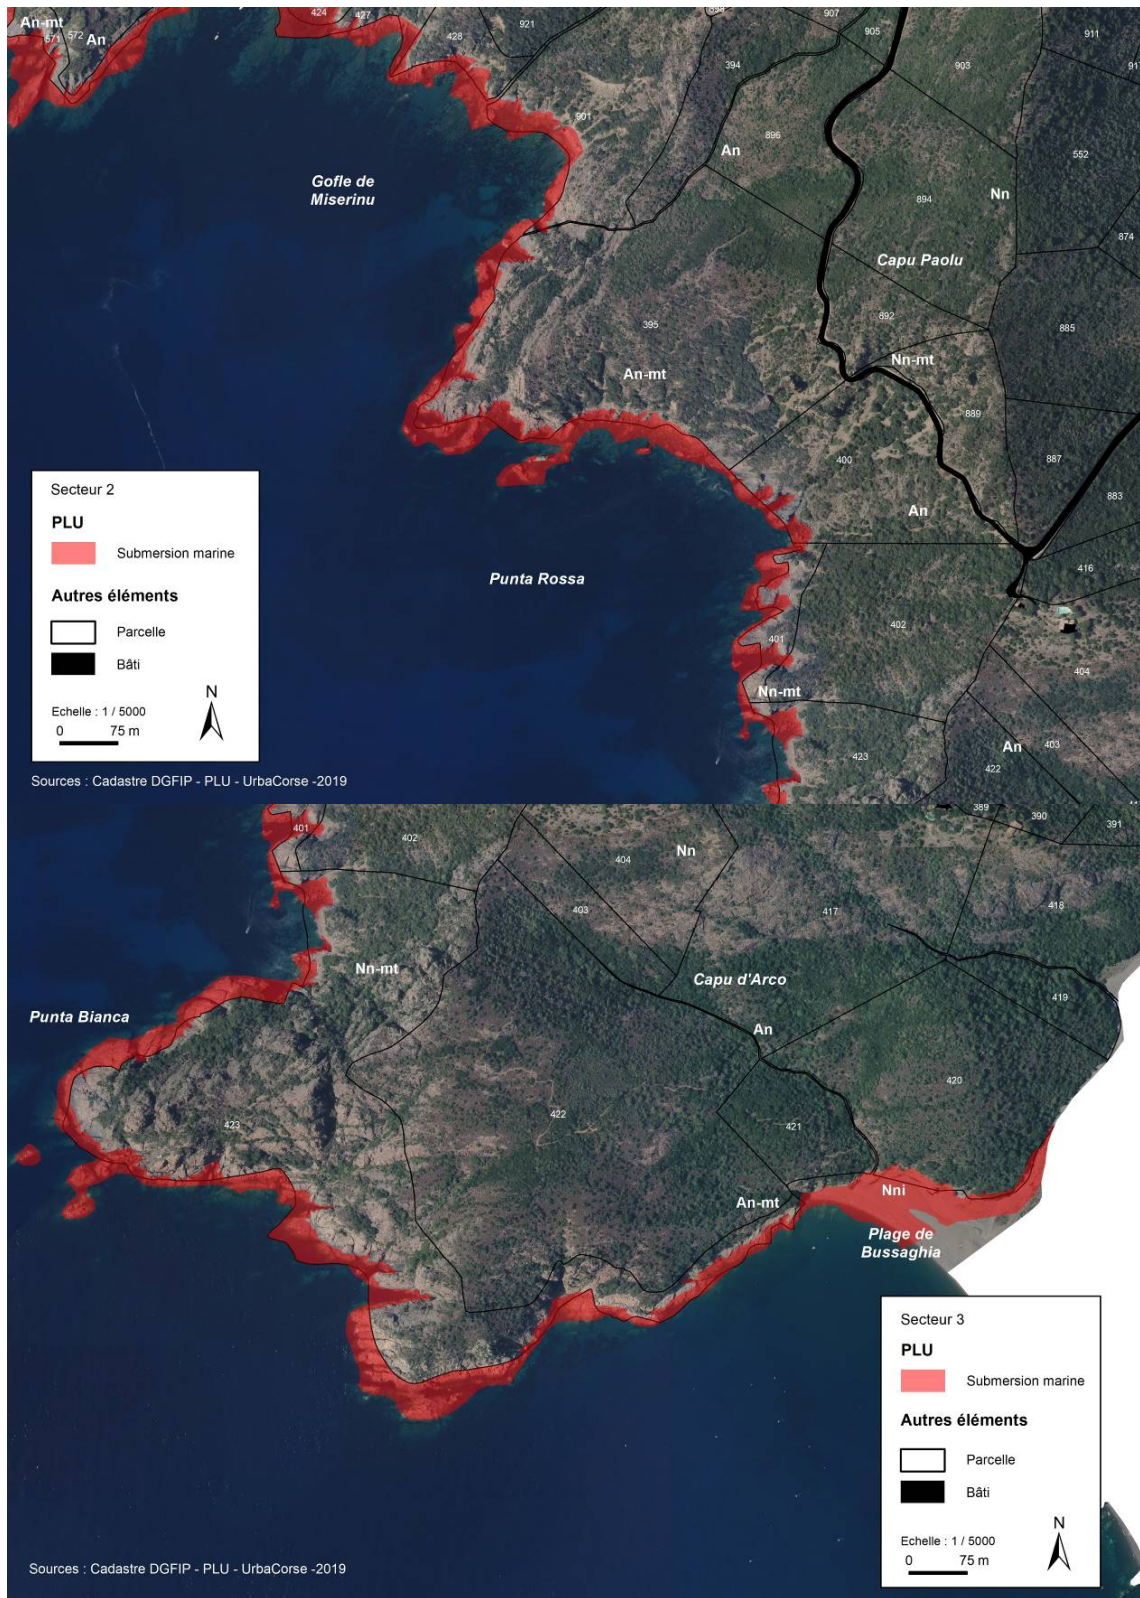 424
427
894
907
An-mt
572
571
An
428
921
905
911
903
917
394
901
896
An
552
Gofle de
Miserinu
Nn
894
874
Capu Paolu
892
395
885
Nn-mt
An-mt
889
400
887
883
An
Secteur 2
PLU
Submersion marine
Autres éléments
Parcelle
Bâti
N
Echelle : 1 / 5000
0 75 m
Sources : Cadastre DGFIP - PLU - UrbaCorse -2019
416
Punta Rossa
402
401
404
Nn-mt
An
403
423
422
389
390
391
401
402
404
Nn
403
417
418
Nn-mt
Capu d'Arco
419
Punta Bianca
An
420
422
423
421
An-mt
Nni
Plage de
Bussaghia
Secteur 3
PLU
Submersion marine
Autres éléments
Parcelle
Bâti
N
Echelle : 1 / 5000
0 75 m
Sources : Cadastre DGFIP - PLU - UrbaCorse -2019